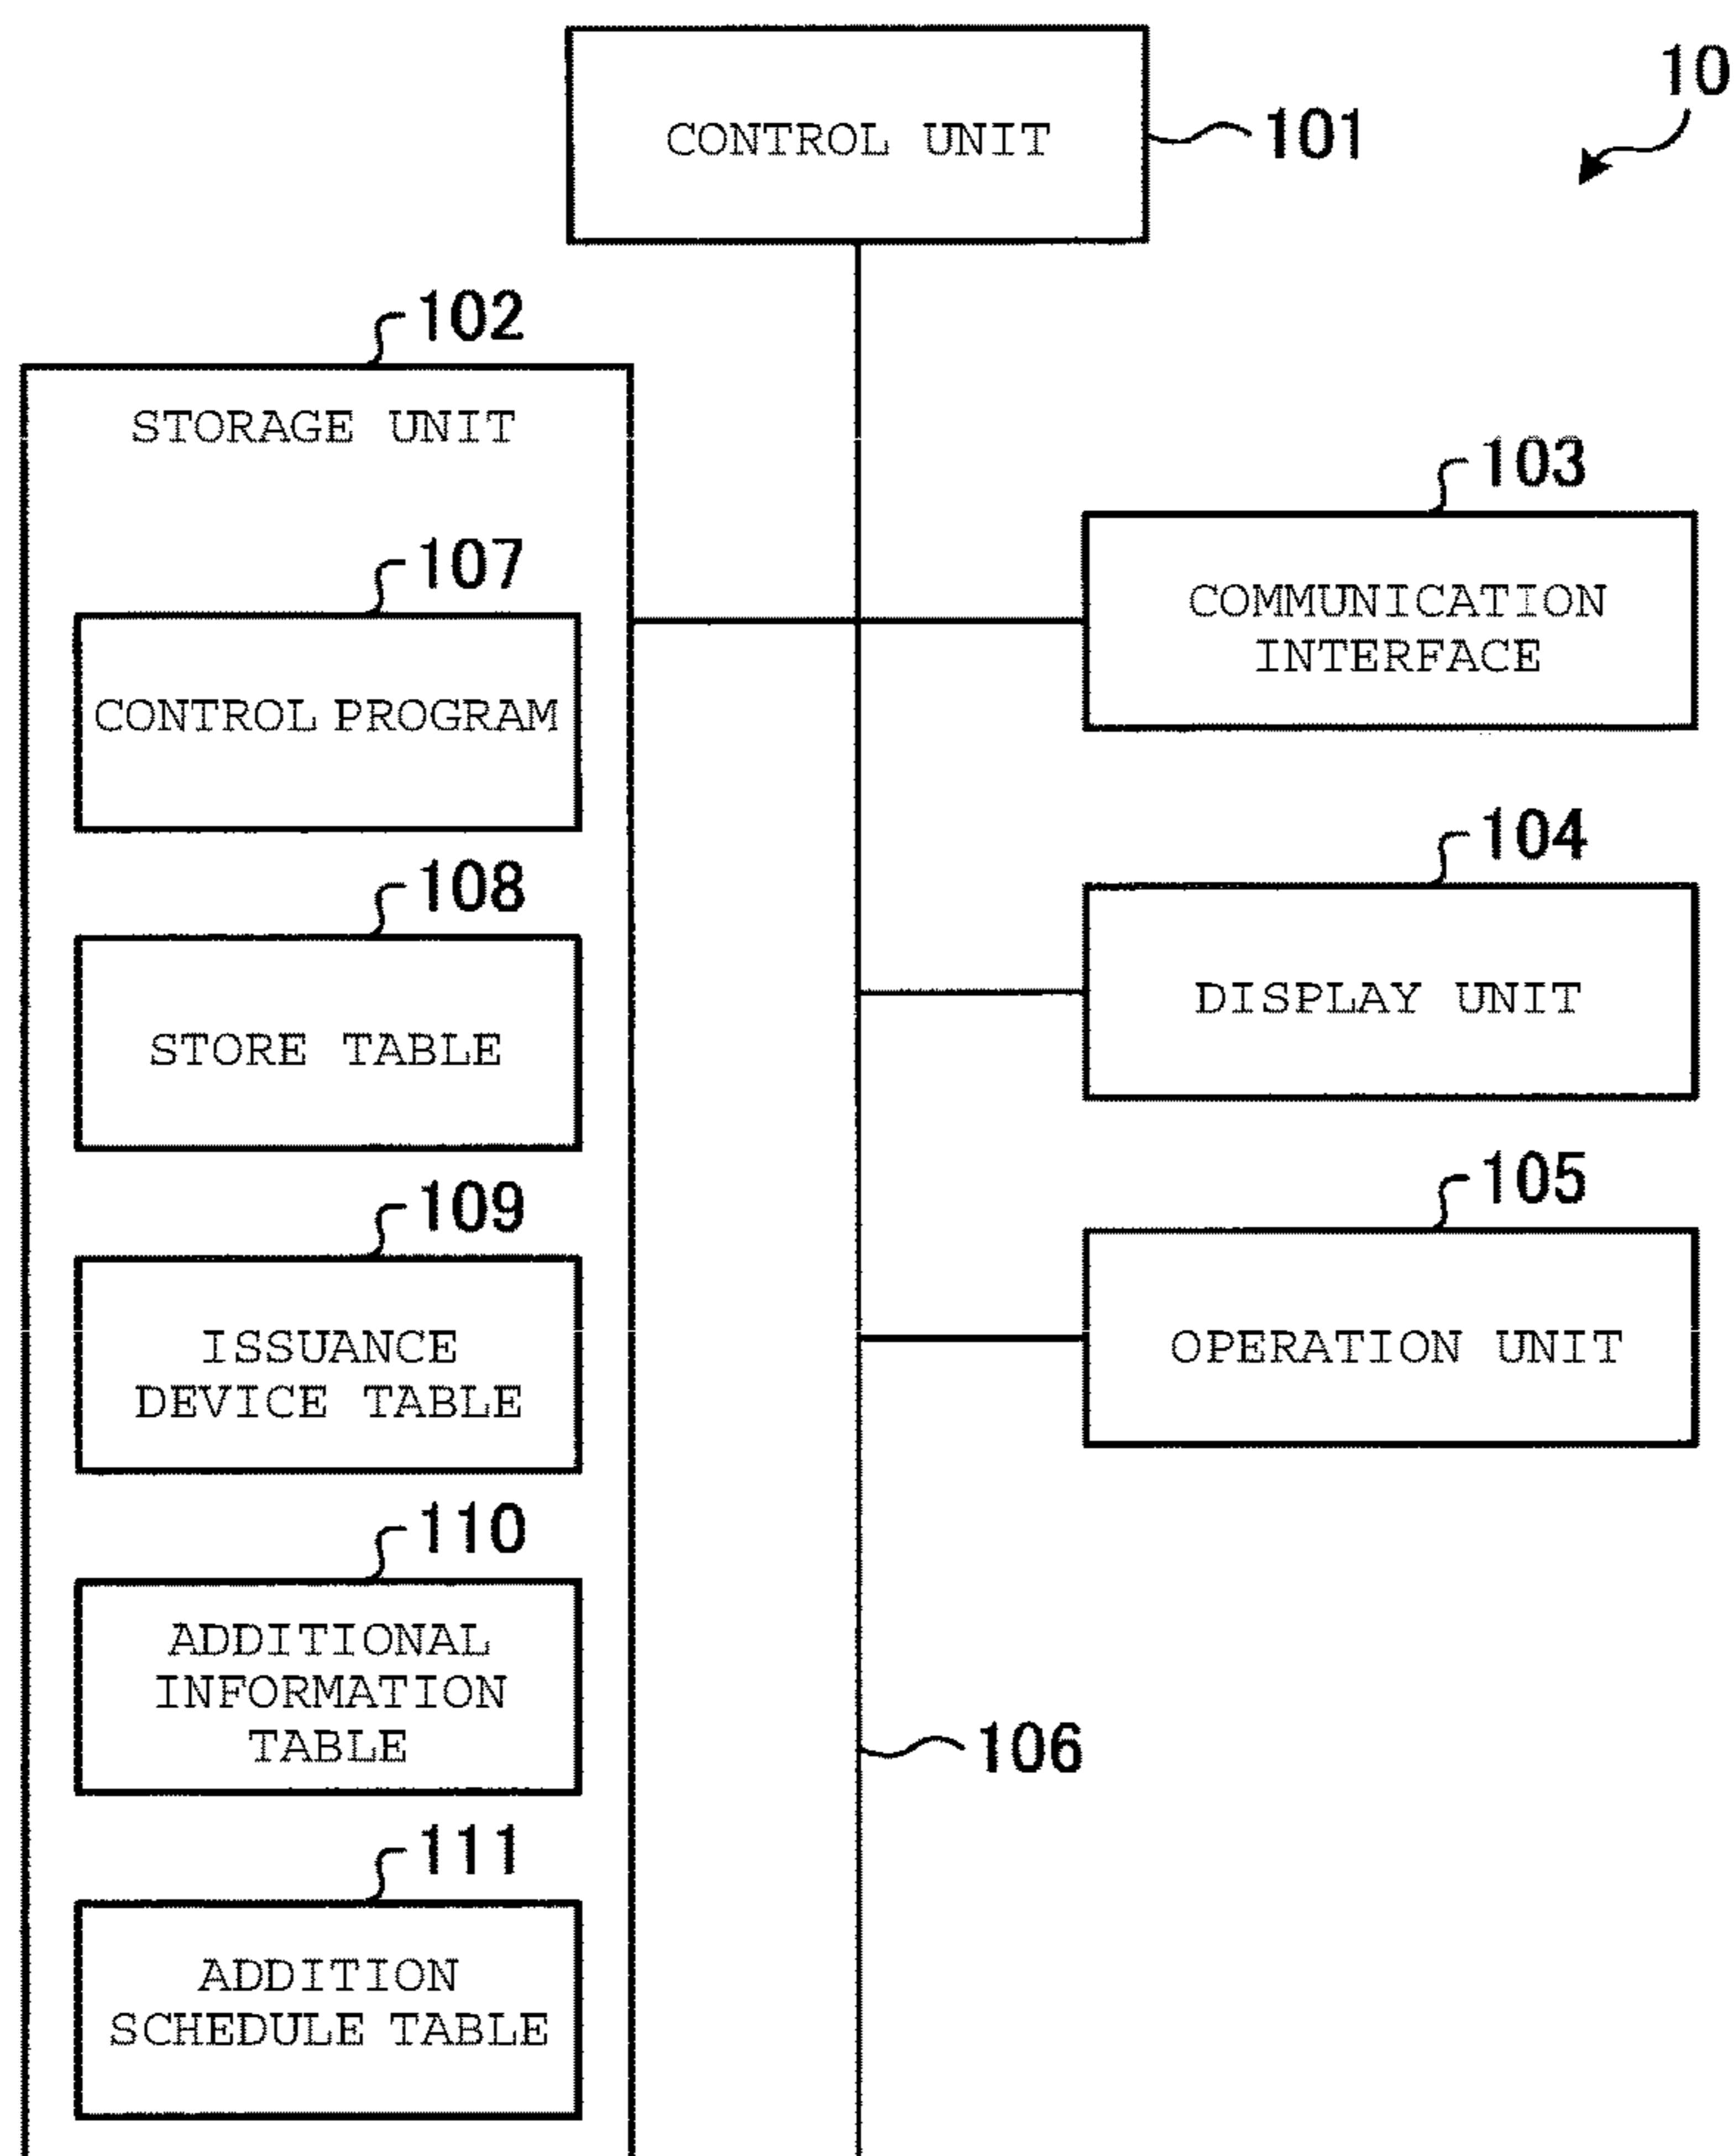 10
CONTROL UNIT
101
102
STORAGE UNIT
103
COMMUNICATION
INTERFACE
107
CONTROL PROGRAM
104
DISPLAY UNIT
108
STORE TABLE
105
OPERATION UNIT
109
ISSUANCE
DEVICE TABLE
110
ADDITIONAL
INFORMATION
TABLE
106
111
ADDITION
SCHEDULE TABLE